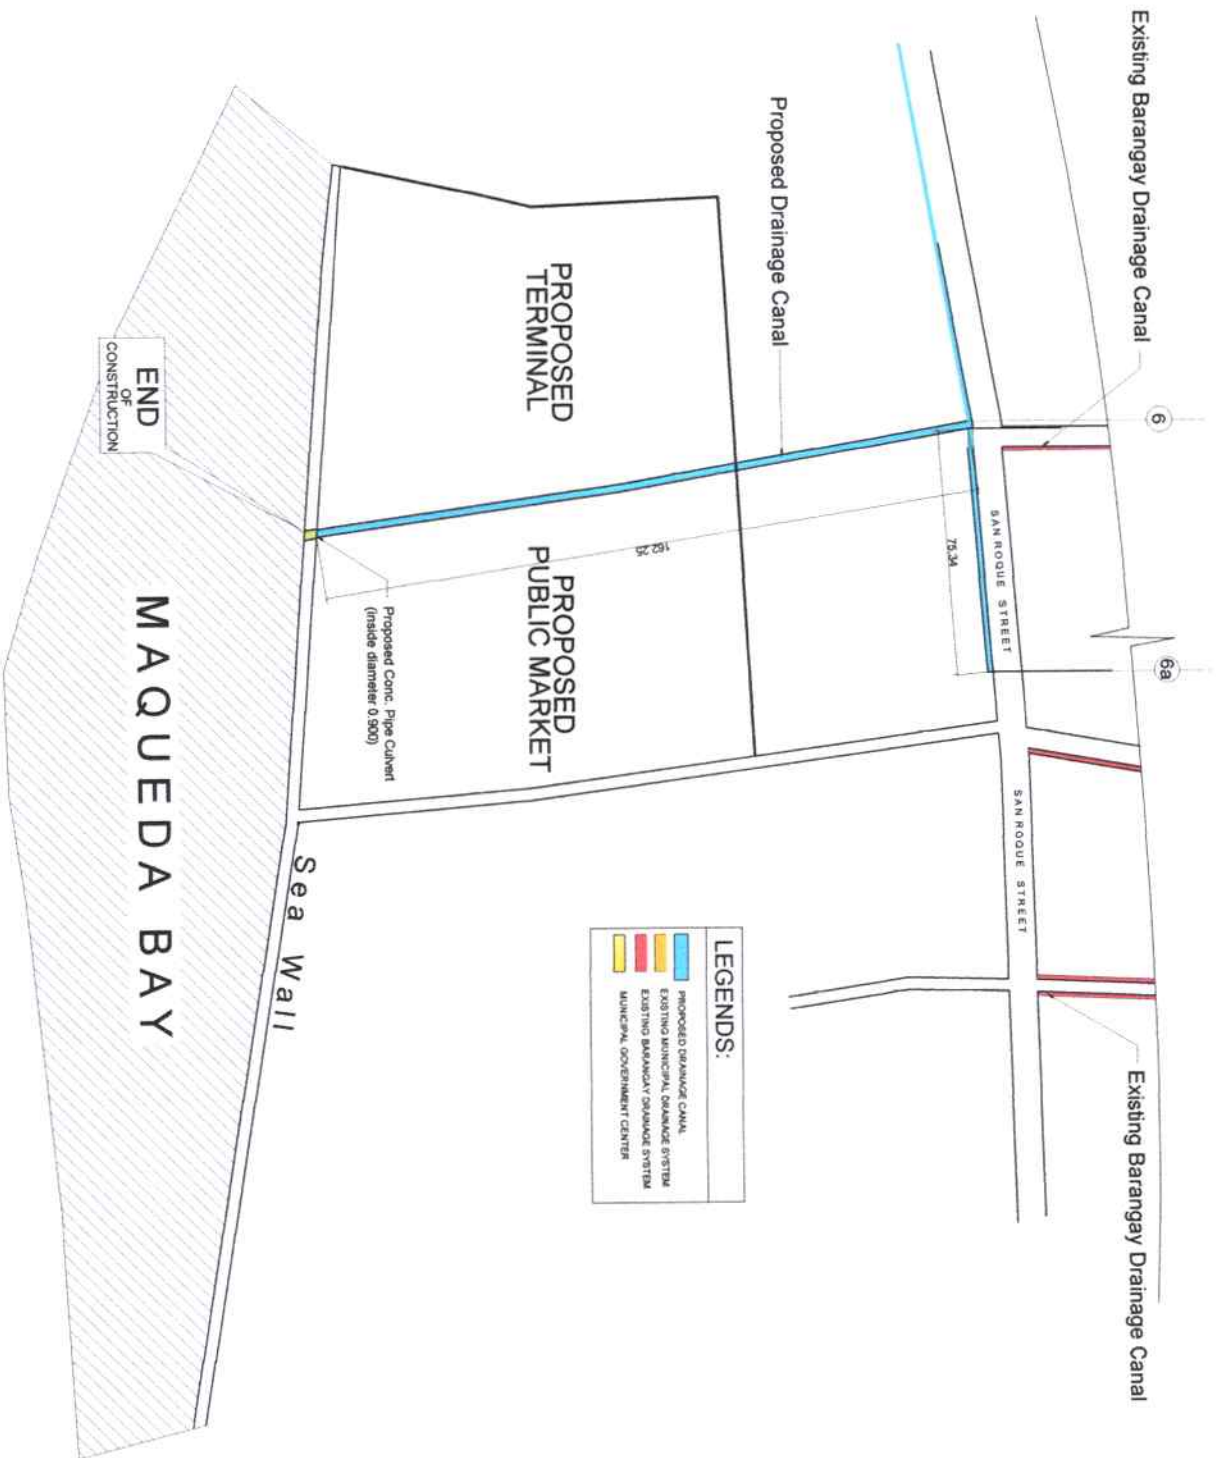 Existing Barangay Drainage Canal
6
6a
Proposed Drainage Canal
SAN ROQUE STREET
75.34
SAN ROQUE STREET
Existing Barangay Drainage Canal
PROPOSED
TERMINAL
PROPOSED
PUBLIC MARKET
Proposed Conc. Pipe Culvert
(inside diameter 0.900)
LEGENDS:
PROPOSED DRAINAGE CANAL
EXISTING MUNICIPAL DRAINAGE SYSTEM
EXISTING BARANGAY DRAINAGE SYSTEM
MUNICIPAL GOVERNMENT CENTER
Sea Wall
END
OF
CONSTRUCTION
MAQUEDA BAY